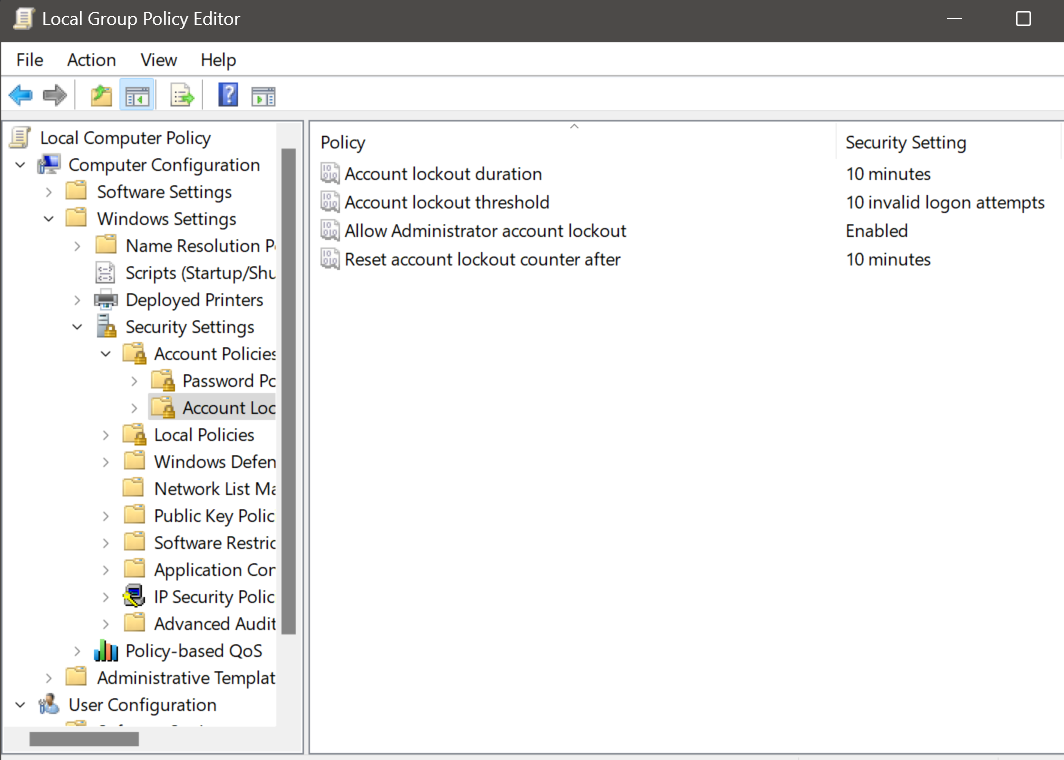 Local Group Policy Editor
File Action View Help
Local Computer Policy
Computer Configuration
Software Settings
Windows Settings
Name Resolution P
Scripts (Startup/Shu
Deployed Printers
Security Settings
Account Policies
Password Po
Account Loc
Local Policies
Windows Defen
Network List Ma
Public Key Polic
Software Restric
Application Con
IP Security Polic
Advanced Audit
Policy-based QoS
Administrative Templat
User Configuration
Policy Security Setting
Account lockout duration 10 minutes
Account lockout threshold 10 invalid logon attempts
Allow Administrator account lockout Enabled
Reset account lockout counter after 10 minutes